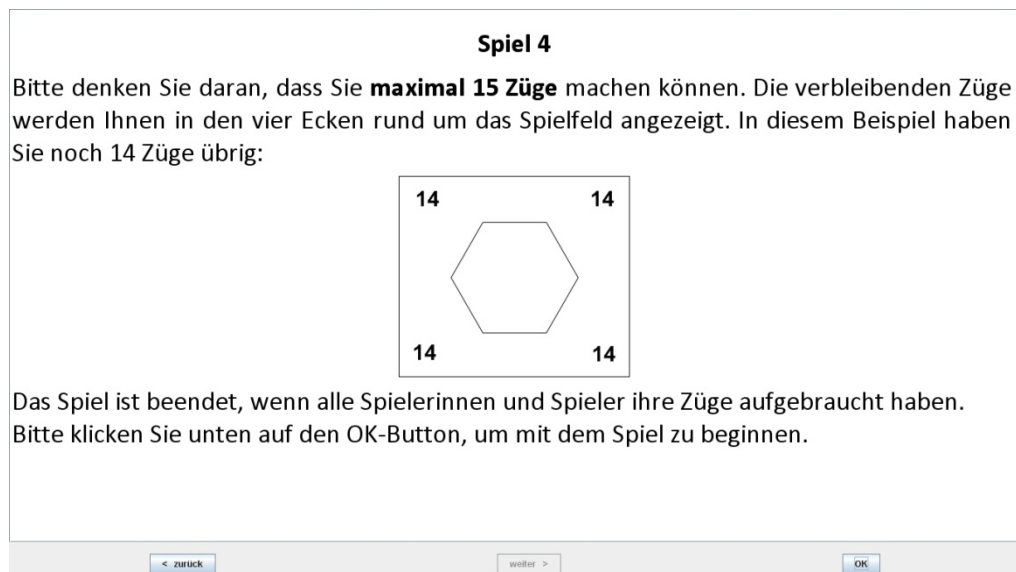 Spiel 4
Bitte denken Sie daran, dass Sie maximal 15 Züge machen können. Die verbleibenden Züge
werden Ihnen in den vier Ecken rund um das Spielfeld angezeigt. In diesem Beispiel haben
Sie noch 14 Züge übrig:
14 14
14 14
Das Spiel ist beendet, wenn alle Spielerinnen und Spieler ihre Züge aufgebraucht haben.
Bitte klicken Sie unten auf den OK-Button, um mit dem Spiel zu beginnen.
< zurück weiter > OK